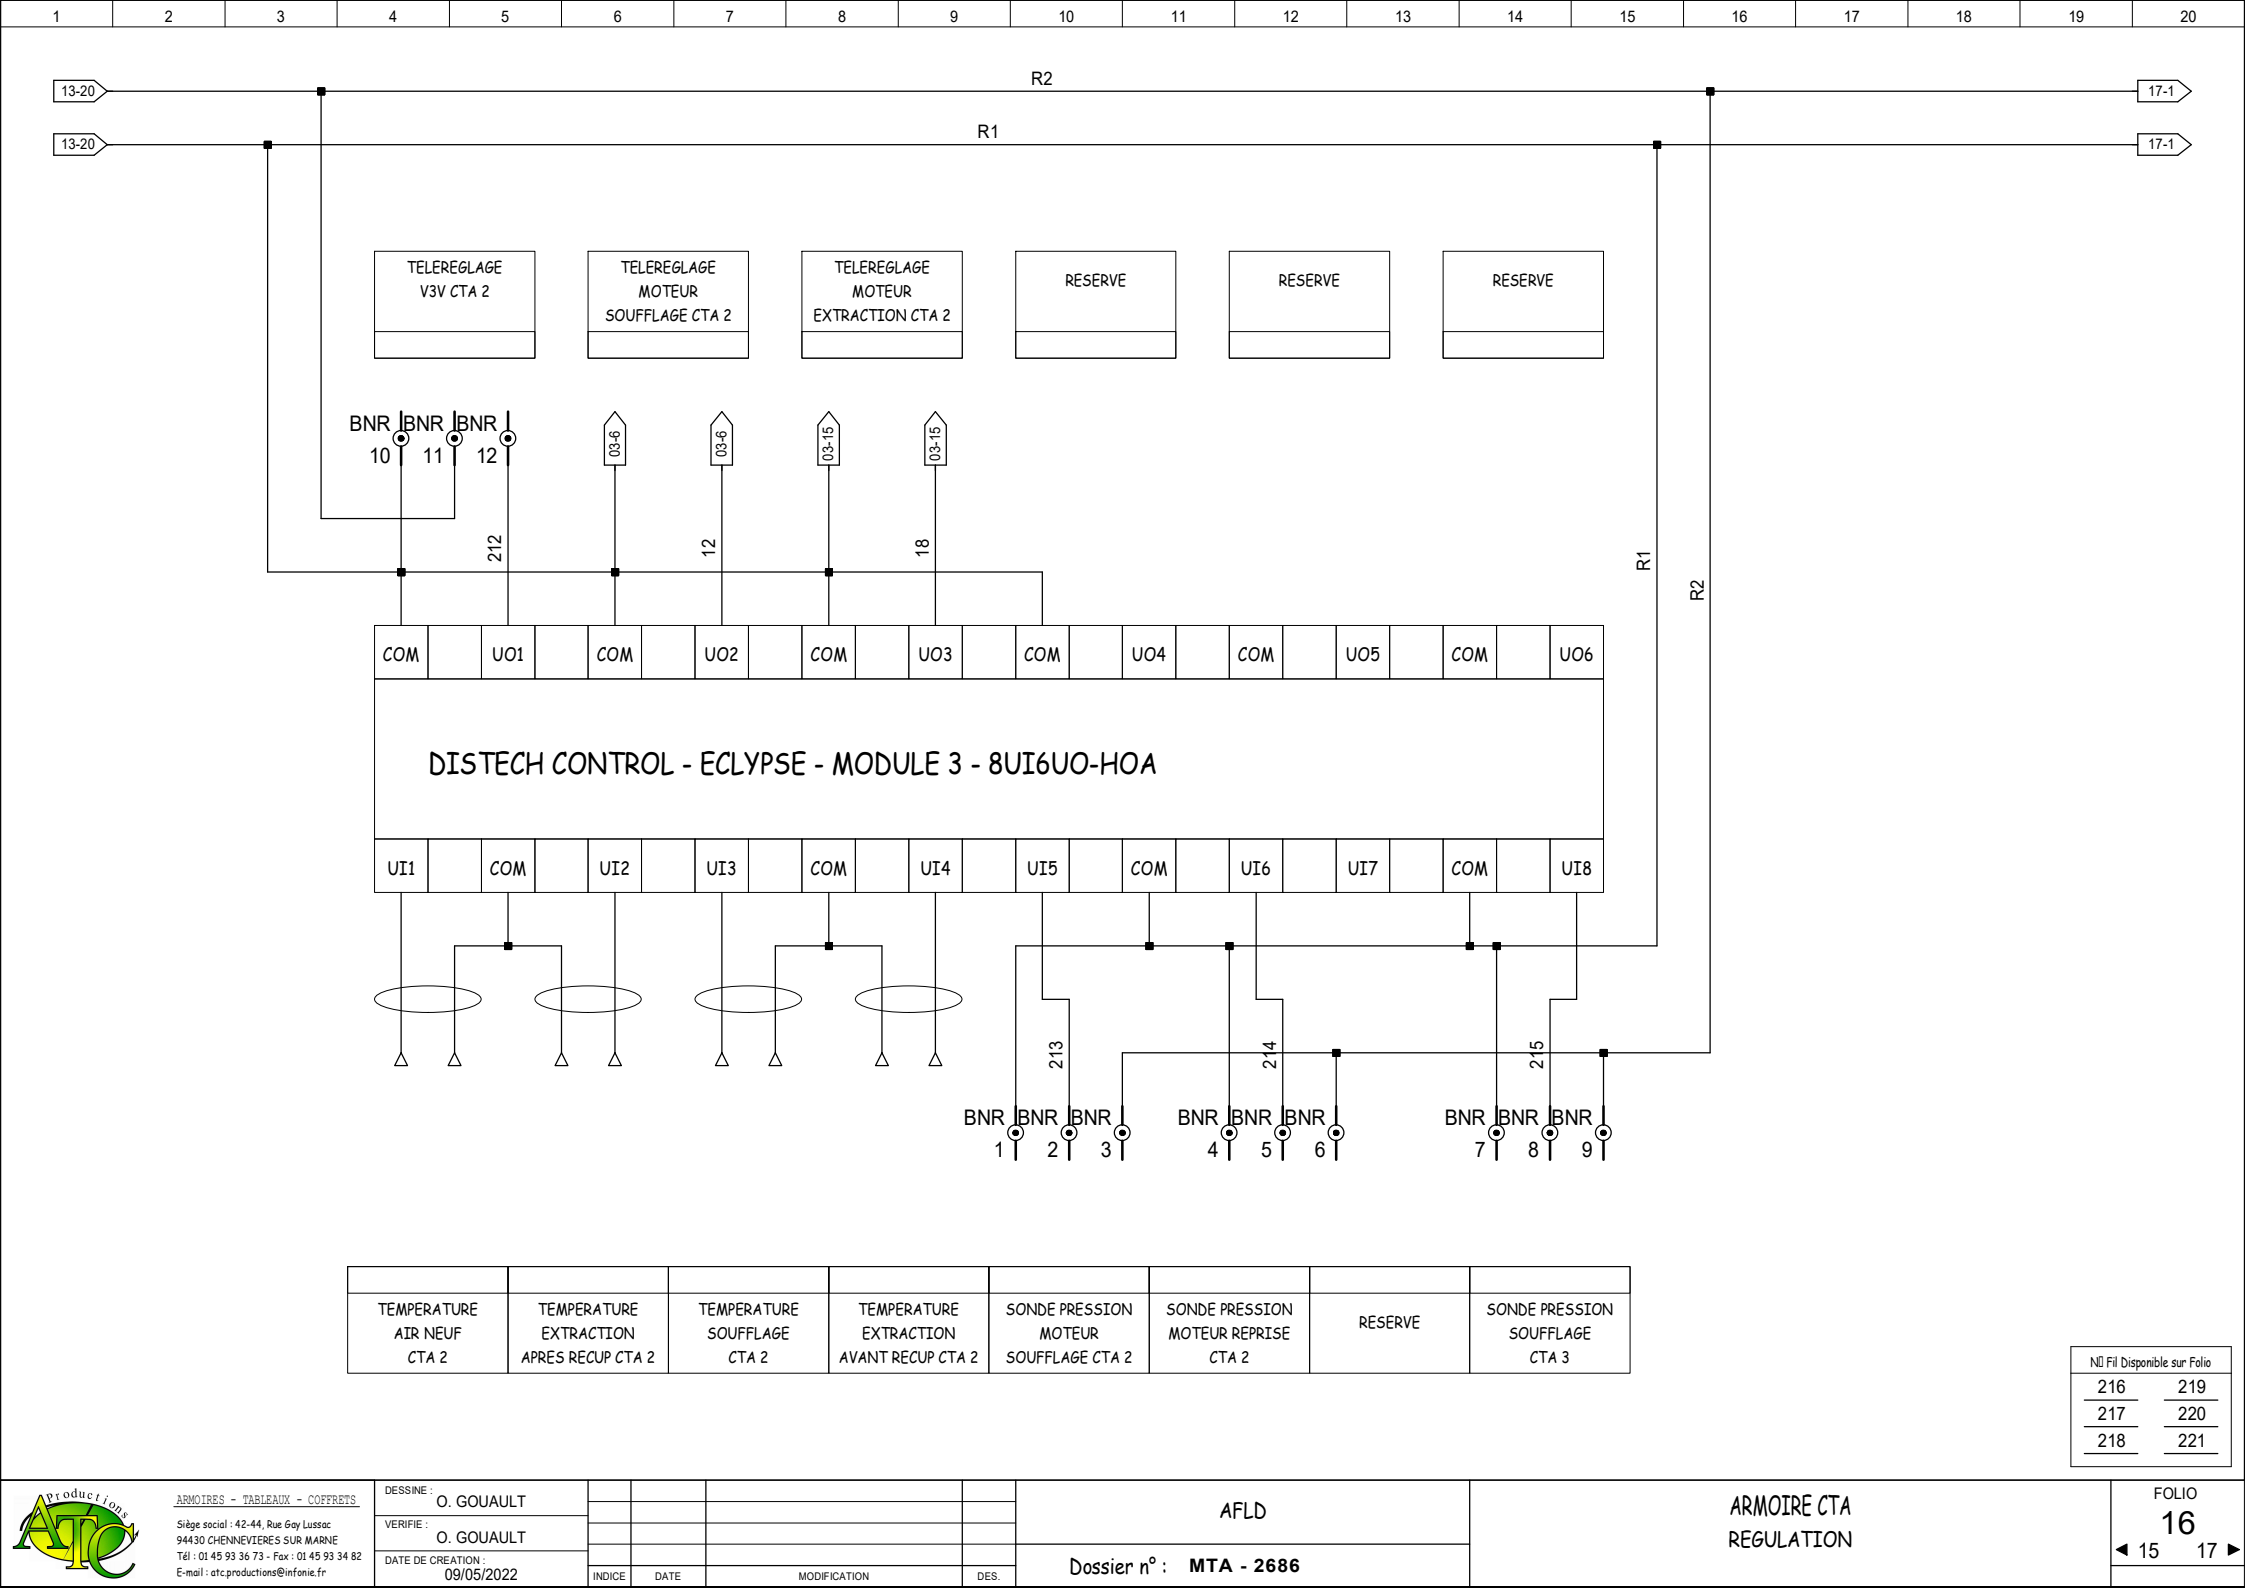 1 2 3 4 5 6 7 8 9 10 11 12 13 14 15 16 17 18 19 20
R2
13-20 17-1
R1
13-20 17-1
TELEREGLAGE
V3V CTA 2
TELEREGLAGE
MOTEUR
SOUFFLAGE CTA 2
TELEREGLAGE
MOTEUR
EXTRACTION CTA 2
RESERVE
RESERVE
RESERVE
BNR BNR BNR
10 11 12
03-6 03-6 03-15 03-15
212 12 18
R1
R2
COM UO1 COM UO2 COM UO3 COM UO4 COM UO5 COM UO6
DISTECH CONTROL - ECLYPSE - MODULE 3 - 8UI6UO-HOA
UI1 COM UI2 UI3 COM UI4 UI5 COM UI6 UI7 COM UI8
213 214 215
BNR BNR BNR BNR BNR BNR BNR BNR BNR
1 2 3 4 5 6 7 8 9
TEMPERATURE
AIR NEUF
CTA 2
TEMPERATURE
EXTRACTION
APRES RECUP CTA 2
TEMPERATURE
SOUFFLAGE
CTA 2
TEMPERATURE
EXTRACTION
AVANT RECUP CTA 2
SONDE PRESSION
MOTEUR
SOUFFLAGE CTA 2
SONDE PRESSION
MOTEUR REPRISE
CTA 2
RESERVE
SONDE PRESSION
SOUFFLAGE
CTA 3
N▯ Fil Disponible sur Folio
216 219
217 220
218 221
Productions
ATC
ARMOIRES - TABLEAUX - COFFRETS
Siège social : 42-44, Rue Gay Lussac
94430 CHENNEVIERES SUR MARNE
Tél : 01 45 93 36 73 - Fax : 01 45 93 34 82
E-mail : atc.productions@infonie.fr
DESSINE :
O. GOUAULT
VERIFIE :
O. GOUAULT
DATE DE CREATION :
09/05/2022
INDICE DATE MODIFICATION DES.
AFLD
Dossier n° : MTA - 2686
ARMOIRE CTA
REGULATION
FOLIO
16
◄ 15 17 ►